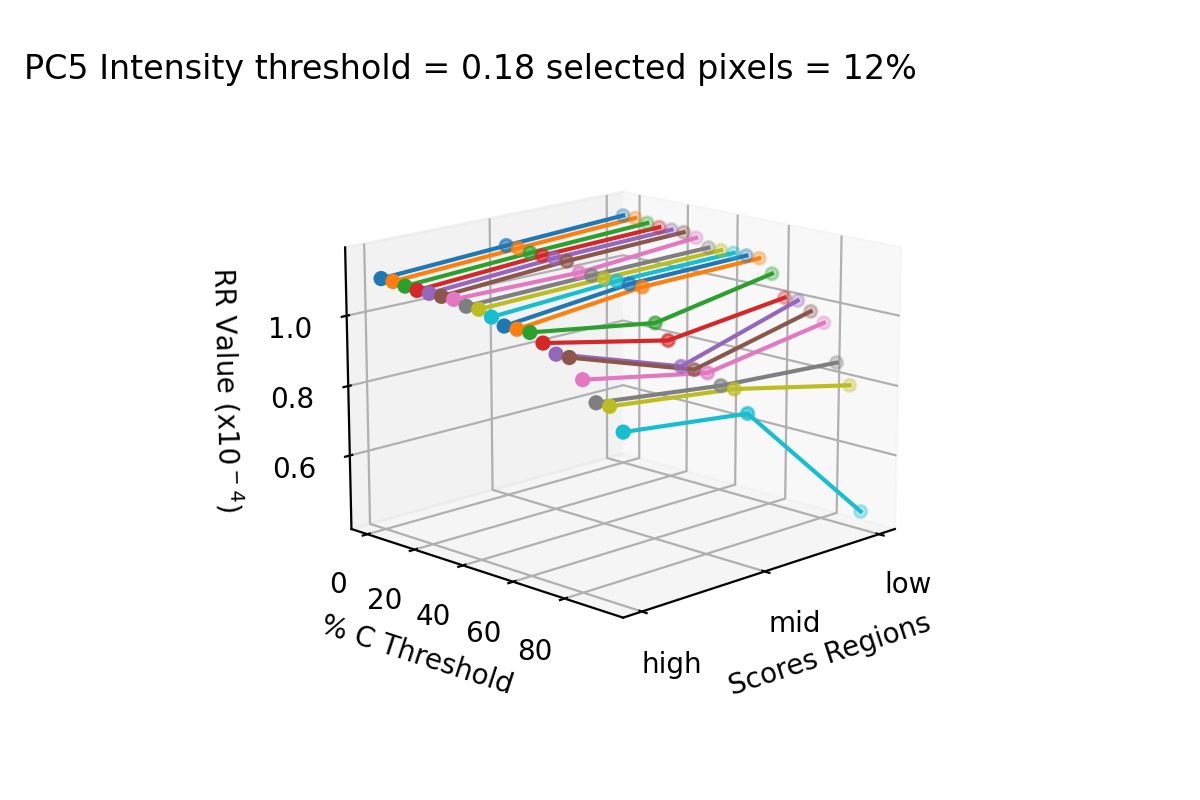 PC5 Intensity threshold = 0.18 selected pixels = 12%
RR Value (x10⁻⁴)
1.0
0.8
0.6
0
20
40
60
80
% C Threshold
high
mid
low
Scores Regions